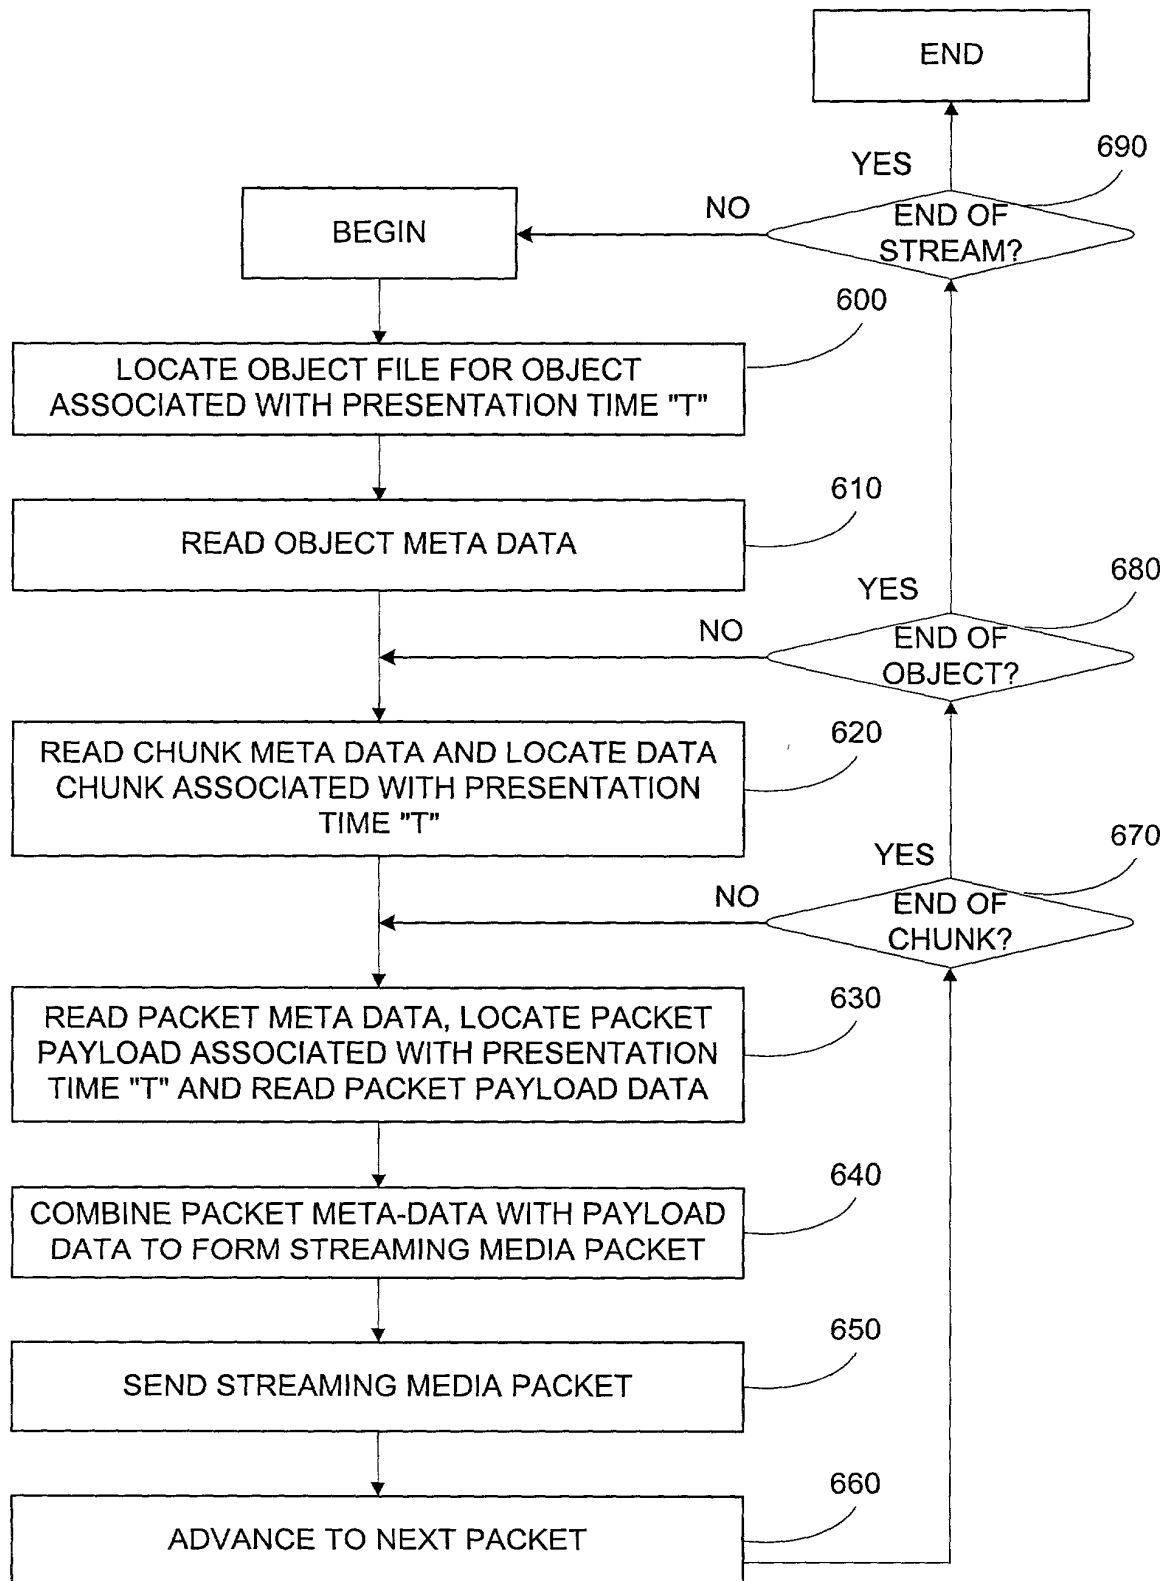 END
YES
690
NO
END OF
STREAM?
BEGIN
600
LOCATE OBJECT FILE FOR OBJECT
ASSOCIATED WITH PRESENTATION TIME "T"
610
READ OBJECT META DATA
680
YES
NO
END OF
OBJECT?
620
READ CHUNK META DATA AND LOCATE DATA
CHUNK ASSOCIATED WITH PRESENTATION
TIME "T"
670
YES
NO
END OF
CHUNK?
630
READ PACKET META DATA, LOCATE PACKET
PAYLOAD ASSOCIATED WITH PRESENTATION
TIME "T" AND READ PACKET PAYLOAD DATA
640
COMBINE PACKET META-DATA WITH PAYLOAD
DATA TO FORM STREAMING MEDIA PACKET
650
SEND STREAMING MEDIA PACKET
660
ADVANCE TO NEXT PACKET